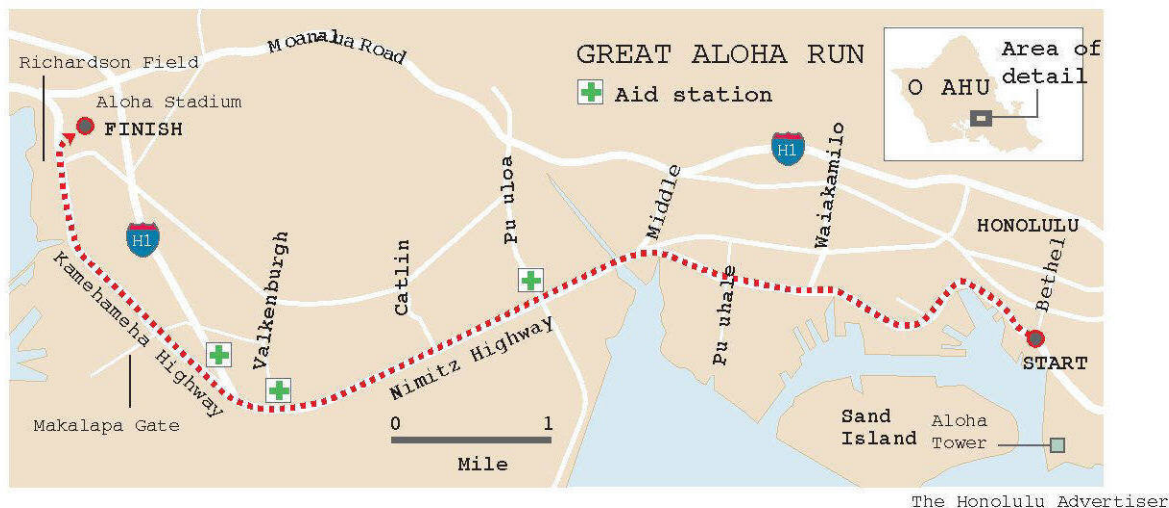 Moanalua Road
GREAT ALOHA RUN
Aid station
Area of
detail
O AHU
Richardson Field
Aloha Stadium
FINISH
H1
H1
Pu uloa
Middle
Waiakamilo
HONOLULU
Bethel
Kamehameha Highway
Valkenburgh
Catlin
Nimitz Highway
Pu uhale
START
Makalapa Gate
0 1
Mile
Sand
Island
Aloha
Tower
The Honolulu Advertiser